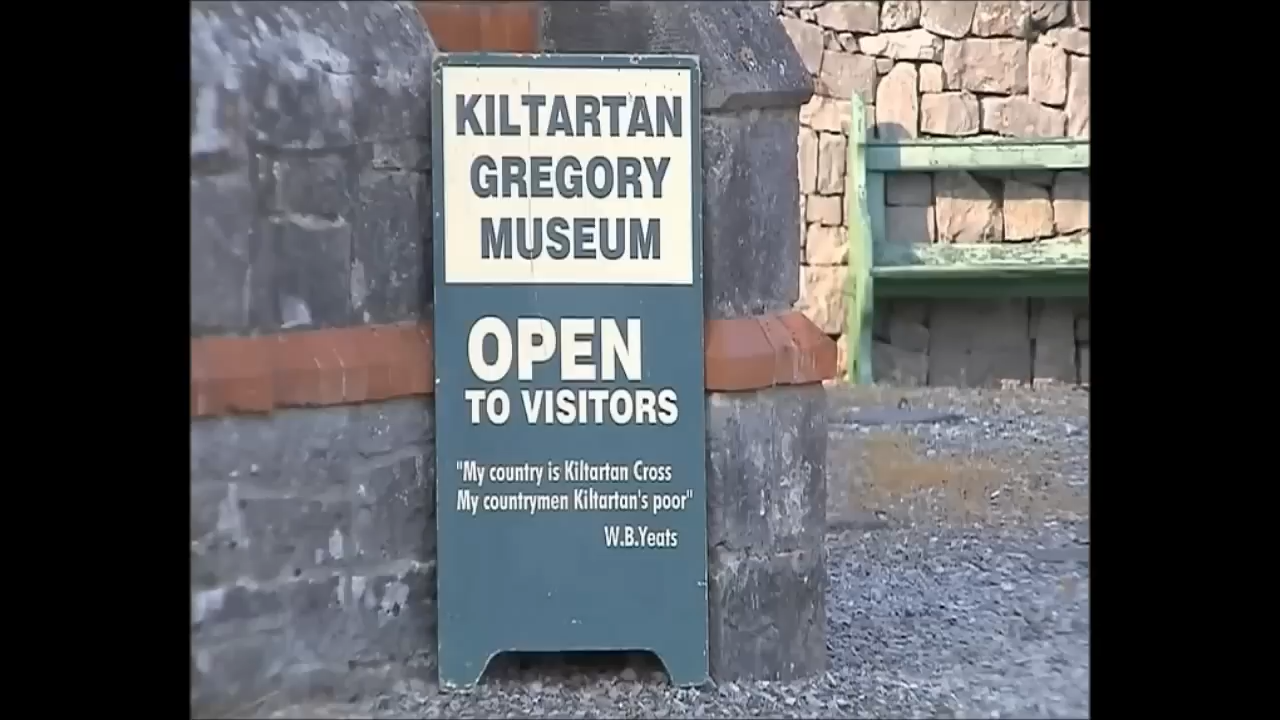 KILTARTAN
GREGORY
MUSEUM
OPEN
TO VISITORS
"My country is Kiltartan Cross
My countrymen Kiltartan's poor"
W.B.Yeats